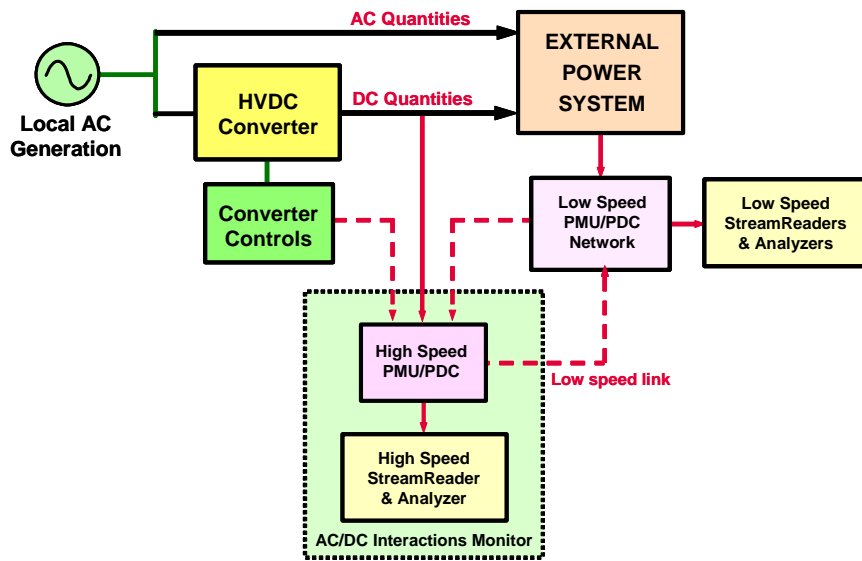 AC Quantities
EXTERNAL
POWER
SYSTEM
HVDC
Converter
DC Quantities
Local AC
Generation
Converter
Controls
Low Speed
PMU/PDC
Network
Low Speed
StreamReaders
& Analyzers
High Speed
PMU/PDC
Low speed link
High Speed
StreamReader
& Analyzer
AC/DC Interactions Monitor